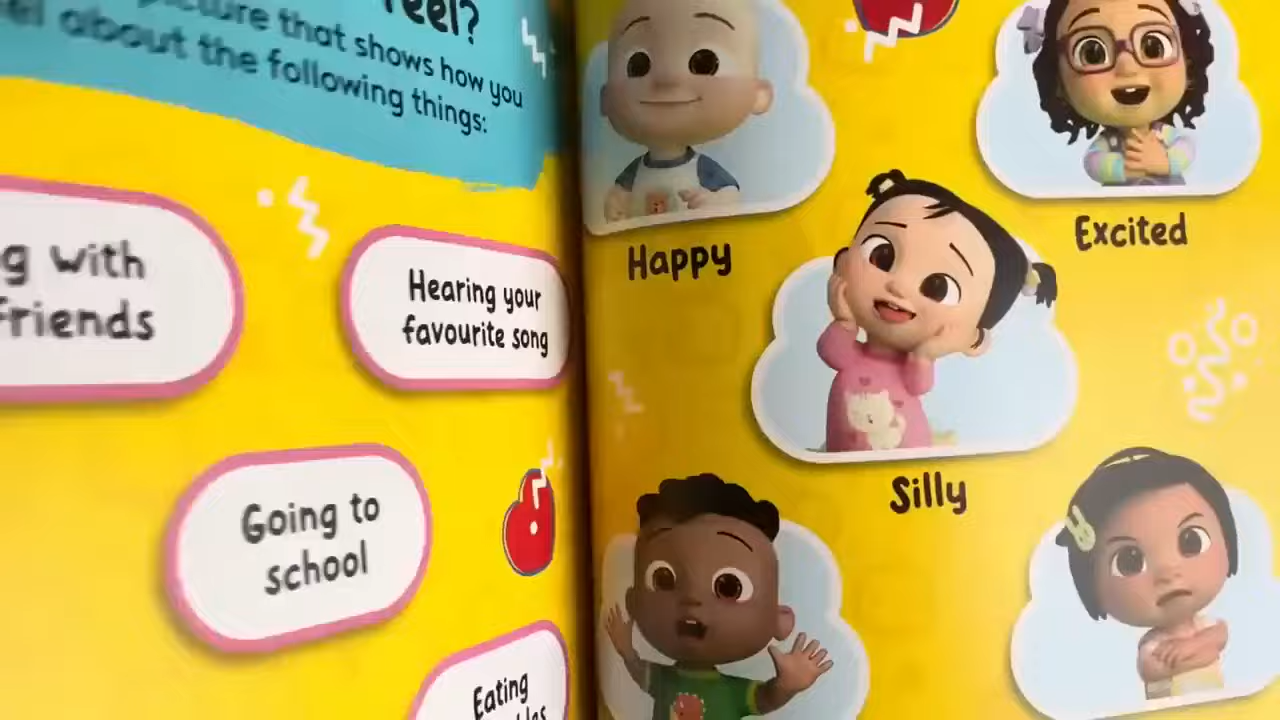 feel?
picture that shows how you
feel about the following things:
g with
friends
Hearing your
favourite song
Going to
school
Eating
Happy
Excited
Silly